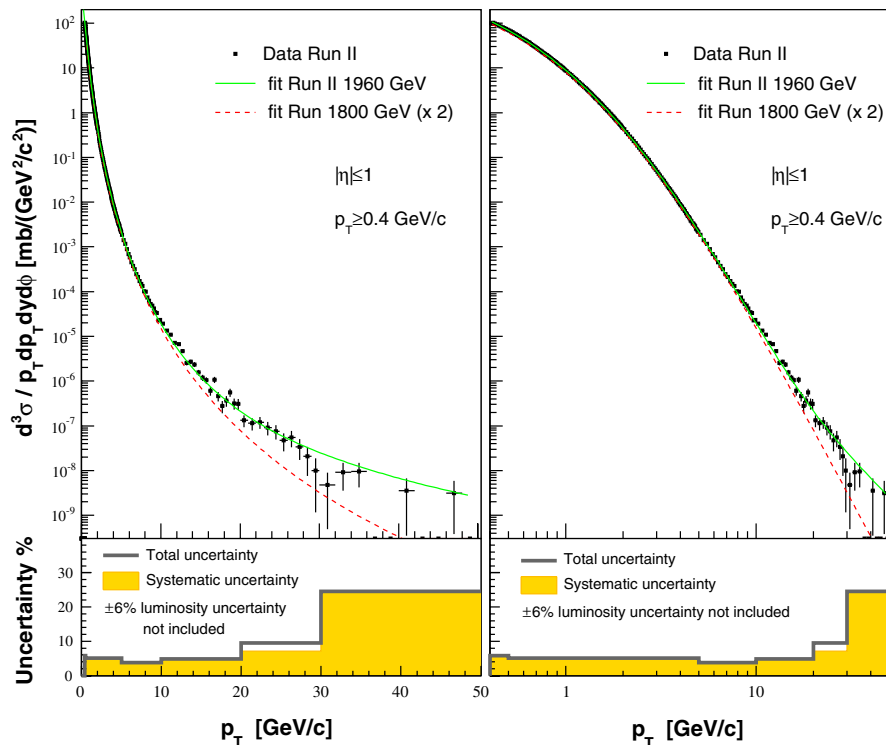 d³σ / p_T dp_T dydφ [mb/(GeV²/c²)]
10²
10
1
10⁻¹
10⁻²
10⁻³
10⁻⁴
10⁻⁵
10⁻⁶
10⁻⁷
10⁻⁸
10⁻⁹
Data Run II
fit Run II 1960 GeV
fit Run 1800 GeV (x 2)
|η|≤1
p_T≥0.4 GeV/c
Data Run II
fit Run II 1960 GeV
fit Run 1800 GeV (x 2)
|η|≤1
p_T≥0.4 GeV/c
Uncertainty %
30
20
10
0
Total uncertainty
Systematic uncertainty
±6% luminosity uncertainty
not included
0 10 20 30 40 50
p_T [GeV/c]
Total uncertainty
Systematic uncertainty
±6% luminosity uncertainty not included
1 10
p_T [GeV/c]